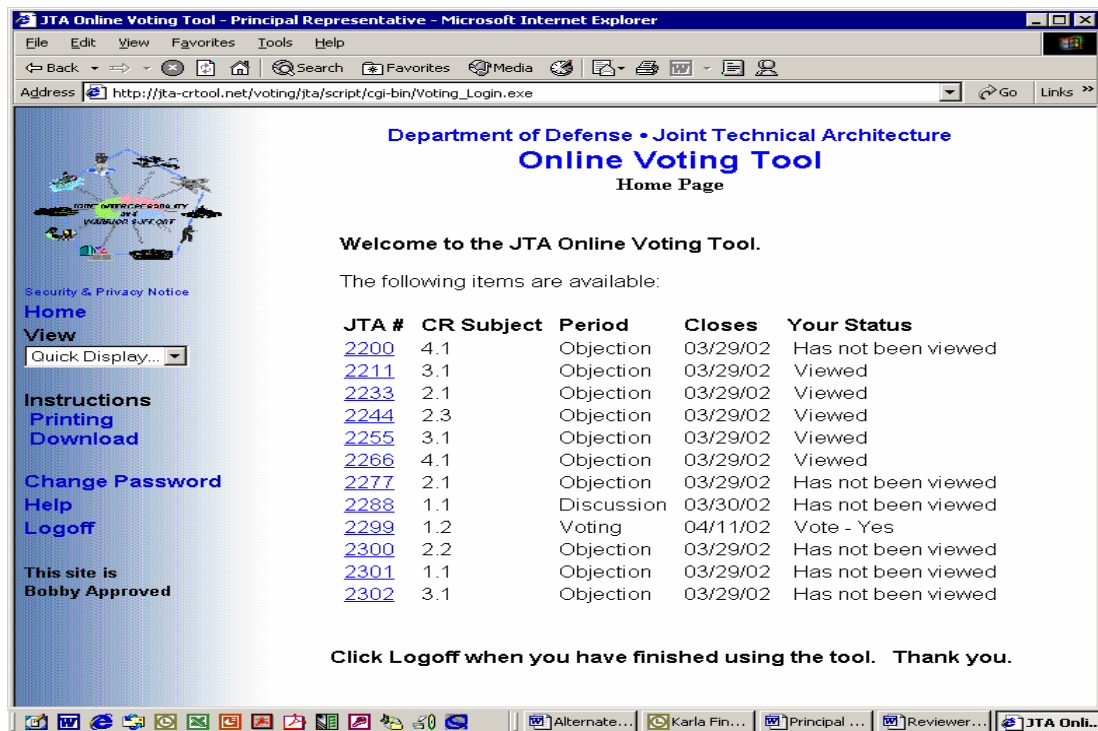 JTA Online Voting Tool - Principal Representative - Microsoft Internet Explorer
File Edit View Favorites Tools Help
Back Search Favorites Media
Address http://jta-crtool.net/voting/jta/script/cgi-bin/Voting_Login.exe Go Links »
Department of Defense • Joint Technical Architecture
Online Voting Tool
Home Page
JOINT INTEROPERABILITY
and
WARRIOR SUPPORT
Security & Privacy Notice
Home
View
Quick Display...
Instructions
Printing
Download
Change Password
Help
Logoff
This site is
Bobby Approved
Welcome to the JTA Online Voting Tool.
The following items are available:
JTA # CR Subject Period Closes Your Status
2200 4.1 Objection 03/29/02 Has not been viewed
2211 3.1 Objection 03/29/02 Viewed
2233 2.1 Objection 03/29/02 Viewed
2244 2.3 Objection 03/29/02 Viewed
2255 3.1 Objection 03/29/02 Viewed
2266 4.1 Objection 03/29/02 Viewed
2277 2.1 Objection 03/29/02 Has not been viewed
2288 1.1 Discussion 03/30/02 Has not been viewed
2299 1.2 Voting 04/11/02 Vote - Yes
2300 2.2 Objection 03/29/02 Has not been viewed
2301 1.1 Objection 03/29/02 Has not been viewed
2302 3.1 Objection 03/29/02 Has not been viewed
Click Logoff when you have finished using the tool. Thank you.
Alternate... Karla Fin... Principal ... Reviewer... JTA Onli...